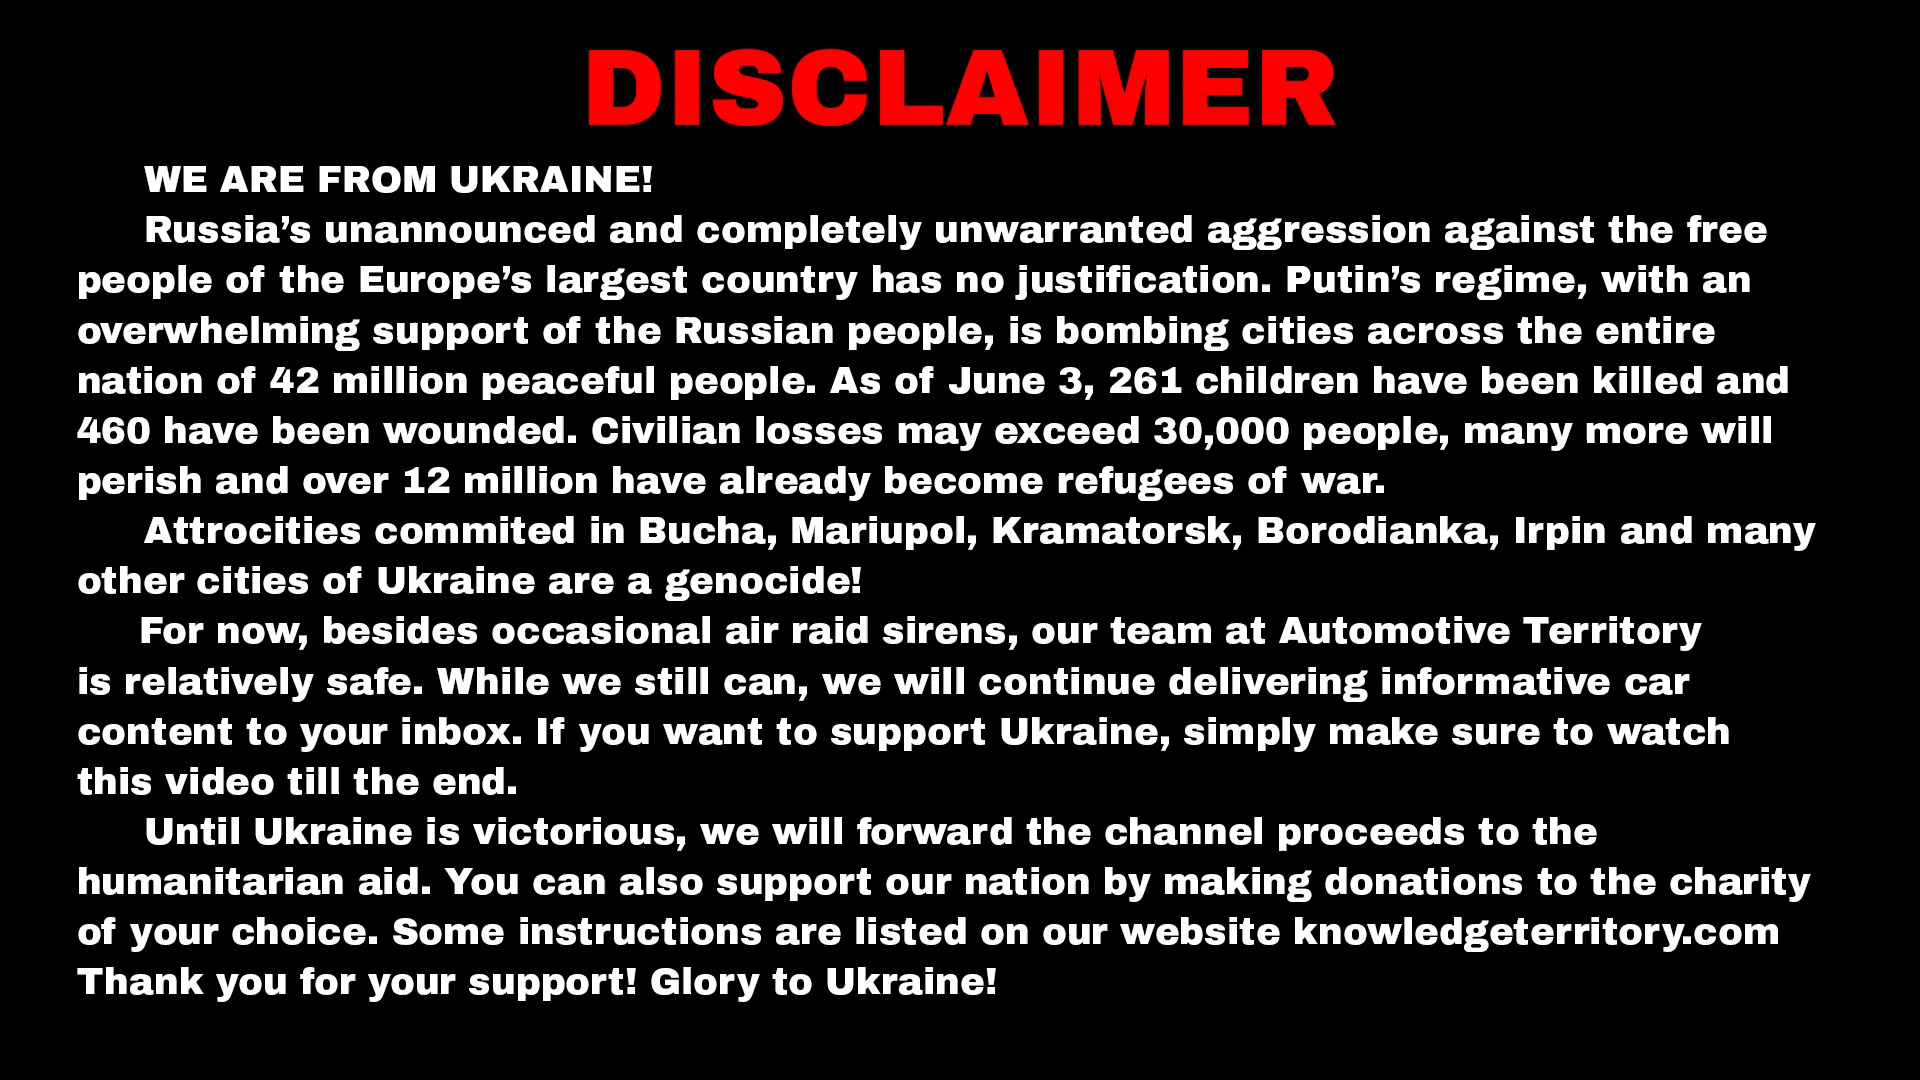 DISCLAIMER
WE ARE FROM UKRAINE!
Russia’s unannounced and completely unwarranted aggression against the free
people of the Europe’s largest country has no justification. Putin’s regime, with an
overwhelming support of the Russian people, is bombing cities across the entire
nation of 42 million peaceful people. As of June 3, 261 children have been killed and
460 have been wounded. Civilian losses may exceed 30,000 people, many more will
perish and over 12 million have already become refugees of war.
Attrocities commited in Bucha, Mariupol, Kramatorsk, Borodianka, Irpin and many
other cities of Ukraine are a genocide!
For now, besides occasional air raid sirens, our team at Automotive Territory
is relatively safe. While we still can, we will continue delivering informative car
content to your inbox. If you want to support Ukraine, simply make sure to watch
this video till the end.
Until Ukraine is victorious, we will forward the channel proceeds to the
humanitarian aid. You can also support our nation by making donations to the charity
of your choice. Some instructions are listed on our website knowledgeterritory.com
Thank you for your support! Glory to Ukraine!